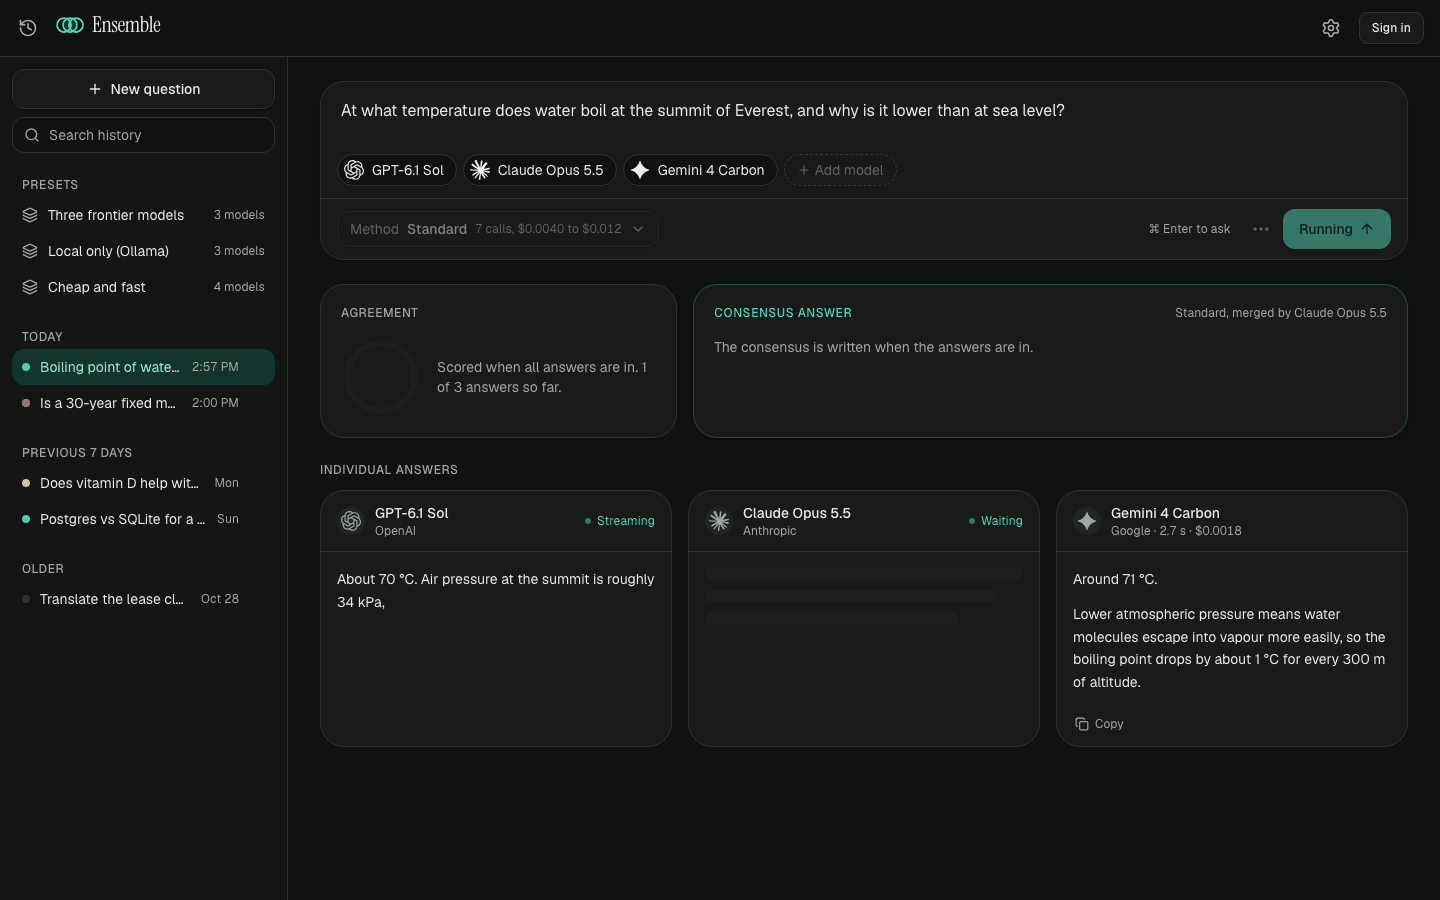 Ensemble
Sign in
New question
Search history
PRESETS
Three frontier models 3 models
Local only (Ollama) 3 models
Cheap and fast 4 models
TODAY
Boiling point of wate... 2:57 PM
Is a 30-year fixed m... 2:00 PM
PREVIOUS 7 DAYS
Does vitamin D help wit... Mon
Postgres vs SQLite for a ... Sun
OLDER
Translate the lease cl... Oct 28
At what temperature does water boil at the summit of Everest, and why is it lower than at sea level?
GPT-6.1 Sol Claude Opus 5.5 Gemini 4 Carbon + Add model
Method Standard 7 calls, $0.0040 to $0.012
⌘ Enter to ask ••• Running ↑
AGREEMENT
Scored when all answers are in. 1
of 3 answers so far.
CONSENSUS ANSWER Standard, merged by Claude Opus 5.5
The consensus is written when the answers are in.
INDIVIDUAL ANSWERS
GPT-6.1 Sol
OpenAI
Streaming
About 70 °C. Air pressure at the summit is roughly
34 kPa,
Claude Opus 5.5
Anthropic
Waiting
Gemini 4 Carbon
Google · 2.7 s · $0.0018
Around 71 °C.
Lower atmospheric pressure means water
molecules escape into vapour more easily, so the
boiling point drops by about 1 °C for every 300 m
of altitude.
Copy